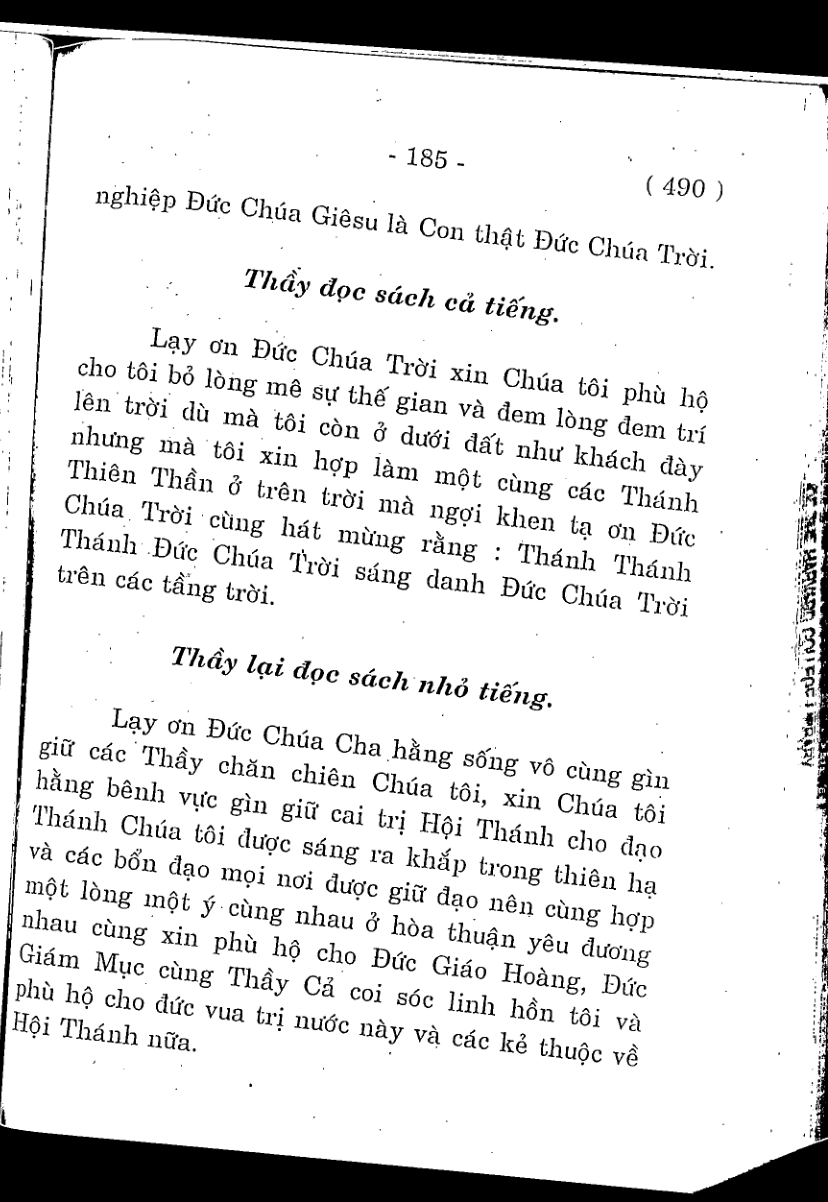 - 185 -
( 490 )
nghiệp Đức Chúa Giêsu là Con thật Đức Chúa Trời.
Thầy đọc sách cả tiếng.
Lạy ơn Đức Chúa Trời xin Chúa tôi phù hộ
cho tôi bỏ lòng mê sự thế gian và đem lòng đem trí
lên trời dù mà tôi còn ở dưới đất như khách đày
nhưng mà tôi xin hợp làm một cùng các Thánh
Thiên Thần ở trên trời mà ngợi khen tạ ơn Đức
Chúa Trời cùng hát mừng rằng : Thánh Thánh
Thánh Đức Chúa Trời sáng danh Đức Chúa Trời
trên các tầng trời.
Thầy lại đọc sách nhỏ tiếng.
Lạy ơn Đức Chúa Cha hằng sống vô cùng gìn
giữ các Thầy chăn chiên Chúa tôi, xin Chúa tôi
hằng bênh vực gìn giữ cai trị Hội Thánh cho đạo
Thánh Chúa tôi được sáng ra khắp trong thiên hạ
và các bổn đạo mọi nơi được giữ đạo nên cùng hợp
một lòng một ý cùng nhau ở hòa thuận yêu đương
nhau cùng xin phù hộ cho Đức Giáo Hoàng, Đức
Giám Mục cùng Thầy Cả coi sóc linh hồn tôi và
phù hộ cho đức vua trị nước này và các kẻ thuộc về
Hội Thánh nữa.
HARVARD COLLEGE LIBRARY